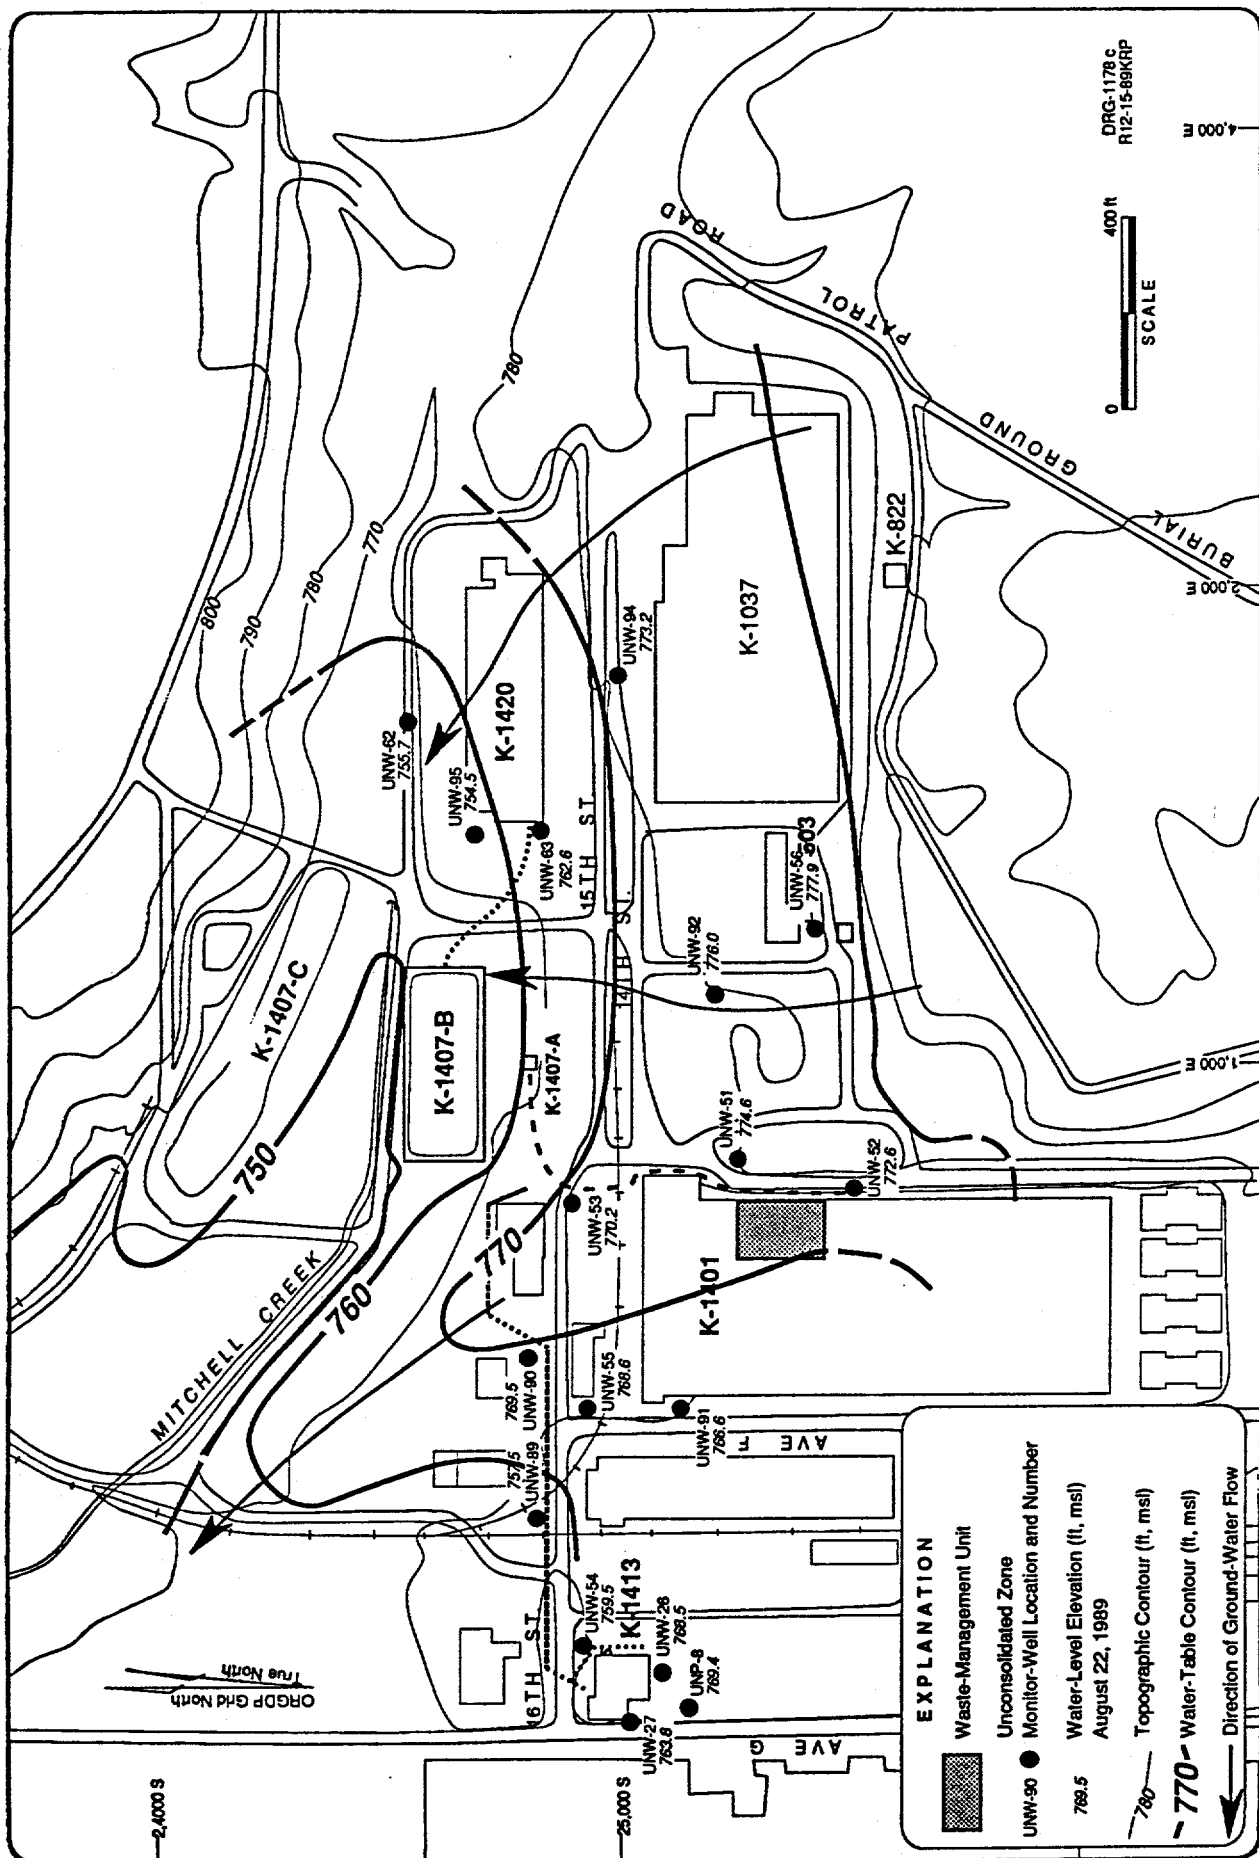 DRG-1178 c
R12-15-89KRP
4,000 E
0
400 ft
SCALE
BURIAL GROUND PATROL ROAD
2,000 E
1,000 E
780
770
780
790
800
K-822
K-1037
UNW-94
773.2
K-1420
UNW-62
755.7
UNW-95
754.5
UNW-63
762.6
15TH ST
14TH ST.
UNW-56
777.9
803
UNW-92
776.0
K-1407-C
K-1407-B
K-1407-A
750
760
770
MITCHELL CREEK
UNW-51
774.6
UNW-52
772.6
UNW-53
770.2
K-1401
769.5
UNW-90
UNW-55
768.6
UNW-91
766.6
757.5
UNW-89
AVE F
K-1413
UNW-54
759.5
UNW-26
768.5
UNP-8
769.4
UNW-27
763.8
16TH ST
AVE G
True North
ORGDP Grid North
2,4000 S
25,000 S
EXPLANATION
Waste-Management Unit
Unconsolidated Zone
UNW-90 Monitor-Well Location and Number
769.5 Water-Level Elevation (ft, msl)
August 22, 1989
780 Topographic Contour (ft, msl)
770 Water-Table Contour (ft, msl)
Direction of Ground-Water Flow